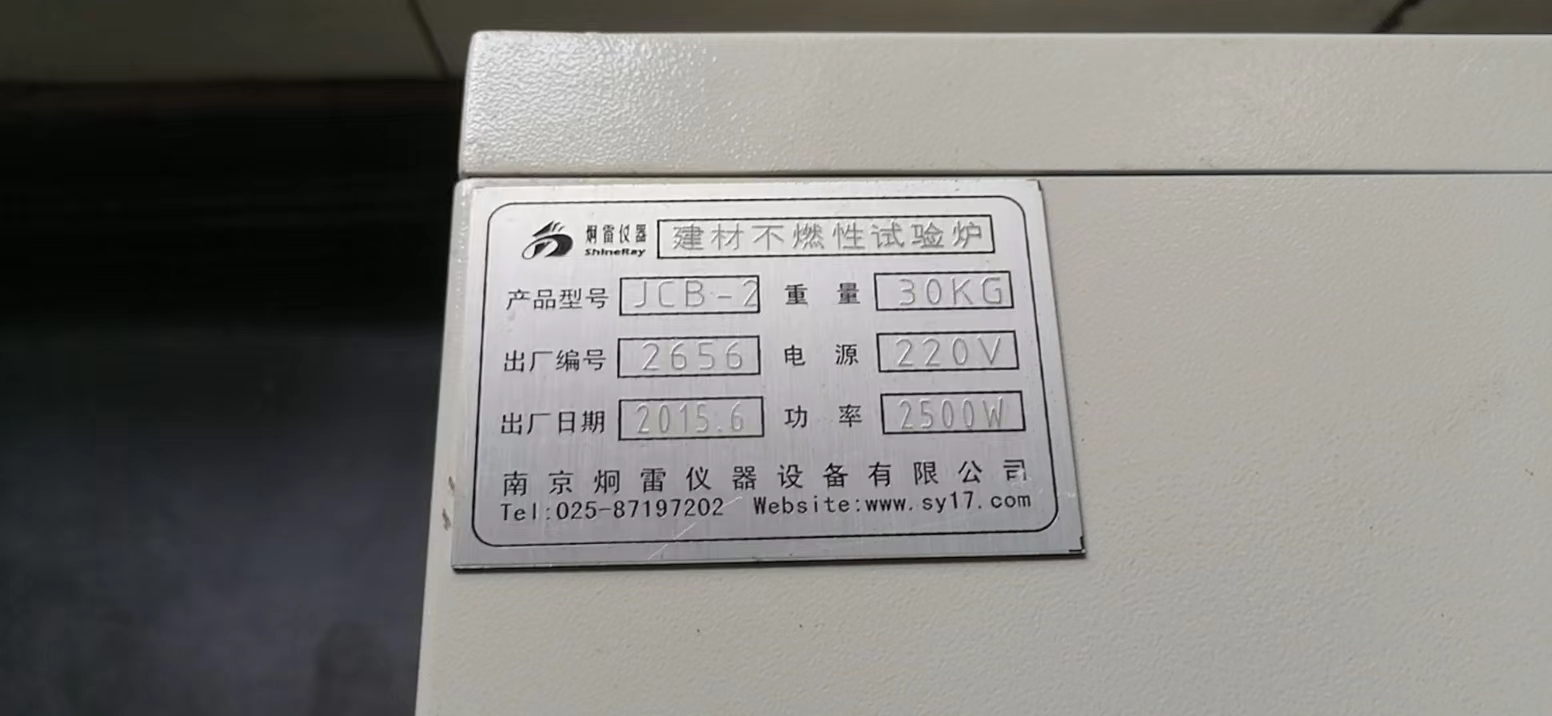 炯雷仪器 建材不燃性试验炉
ShineRay
产品型号 JCB-2 重量 30KG
出厂编号 2656 电源 220V
出厂日期 2015.6 功率 2500W
南京炯雷仪器设备有限公司
Tel:025-87197202 Website:www.sy17.com